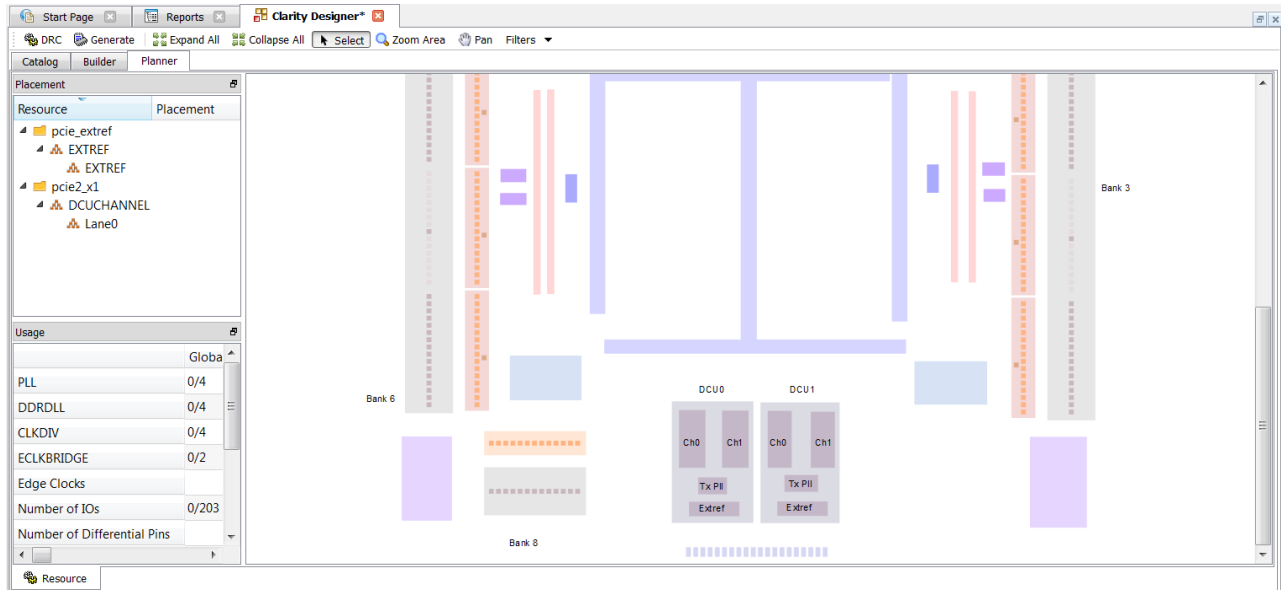 Start Page Reports Clarity Designer*
DRC Generate Expand All Collapse All Select Zoom Area Pan Filters
Catalog Builder Planner
Placement
Resource Placement
pcie_extref
EXTREF
EXTREF
pcie2_x1
DCUCHANNEL
Lane0
Usage
Globa
PLL 0/4
DDRDLL 0/4
CLKDIV 0/4
ECLKBRIDGE 0/2
Edge Clocks
Number of IOs 0/203
Number of Differential Pins
Resource
Bank 3
Bank 6
DCU0 DCU1
Ch0 Ch1 Ch0 Ch1
Tx Pll Tx Pll
Extref Extref
Bank 8